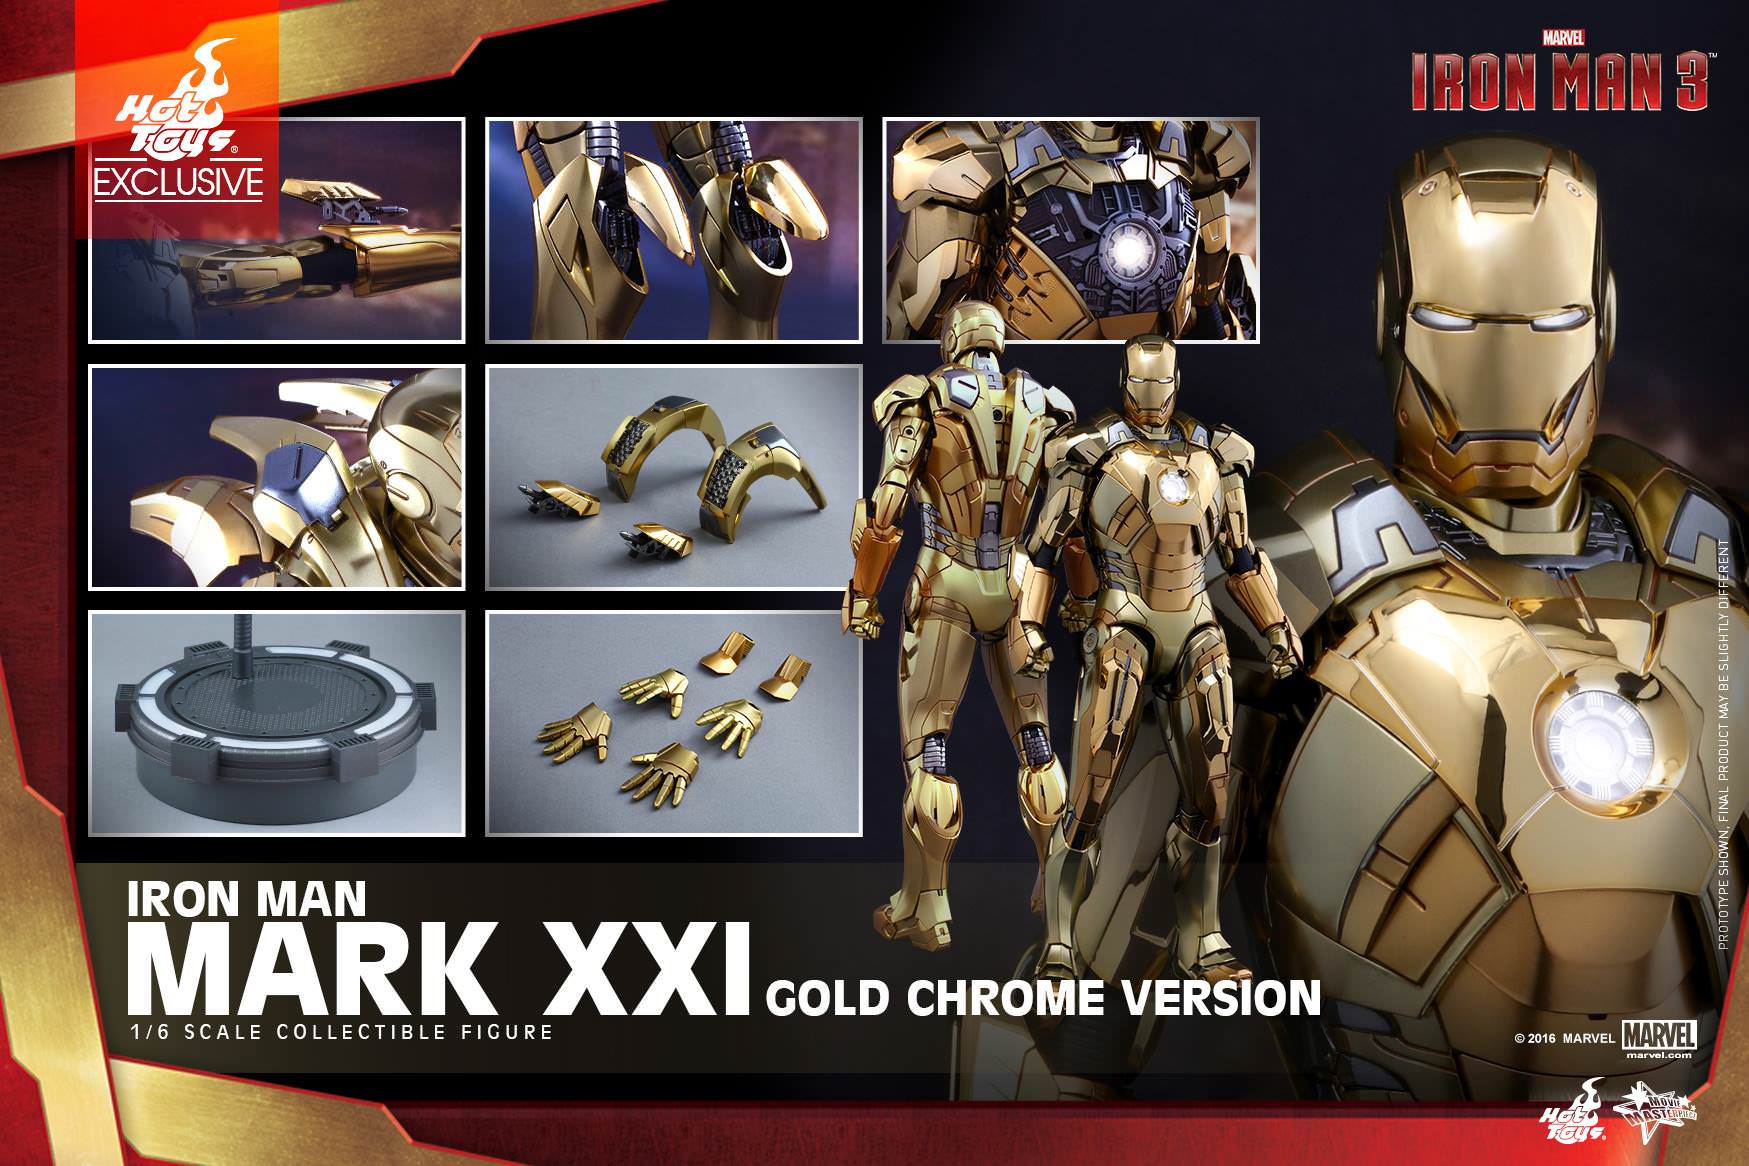 Hot
Toys®
EXCLUSIVE
MARVEL
IRON MAN 3™
IRON MAN
MARK XXI GOLD CHROME VERSION
1/6 SCALE COLLECTIBLE FIGURE
PROTOTYPE SHOWN, FINAL PRODUCT MAY BE SLIGHTLY DIFFERENT
© 2016 MARVEL MARVEL
marvel.com
Hot
Toys®
MOVIE
MASTERPIECE